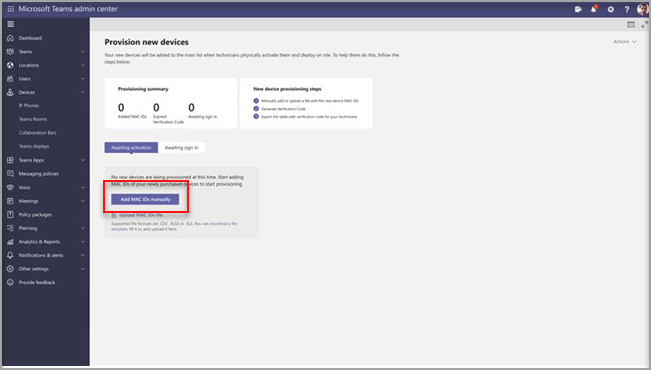 Microsoft Teams admin center
Dashboard
Teams
Locations
Users
Devices
IP Phones
Teams Rooms
Collaboration Bars
Teams displays
Teams Apps
Messaging policies
Voice
Meetings
Policy packages
Planning
Analytics & Reports
Notifications & alerts
Other settings
Provide feedback
Provision new devices
Actions
Your new devices will be added to the main list when technicians physically activate them and deploy on site. To help them do this, follow the
steps below.
Provisioning summary
0 0 0
Added MAC IDs Expired Awaiting sign in
Verification Code
New device provisioning steps
1 Manually add or upload a file with the new device MAC IDs
2 Generate Verification Code
3 Export the table with verification code for your technicians.
Awaiting activation Awaiting sign in
No new devices are being provisioned at this time. Start adding
MAC IDs of your newly purchased devices to start provisioning.
Add MAC IDs manually
Upload MAC IDs file
Supported file formats are .CSV, .XLSX or .XLS. You can download a file
template, fill it in, and upload it here.